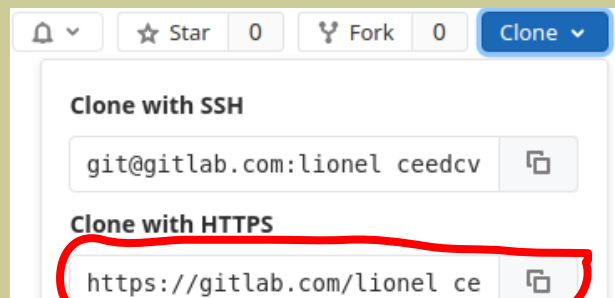 Star 0 Fork 0 Clone
Clone with SSH
git@gitlab.com:lionel ceedcv
Clone with HTTPS
https://gitlab.com/lionel ce